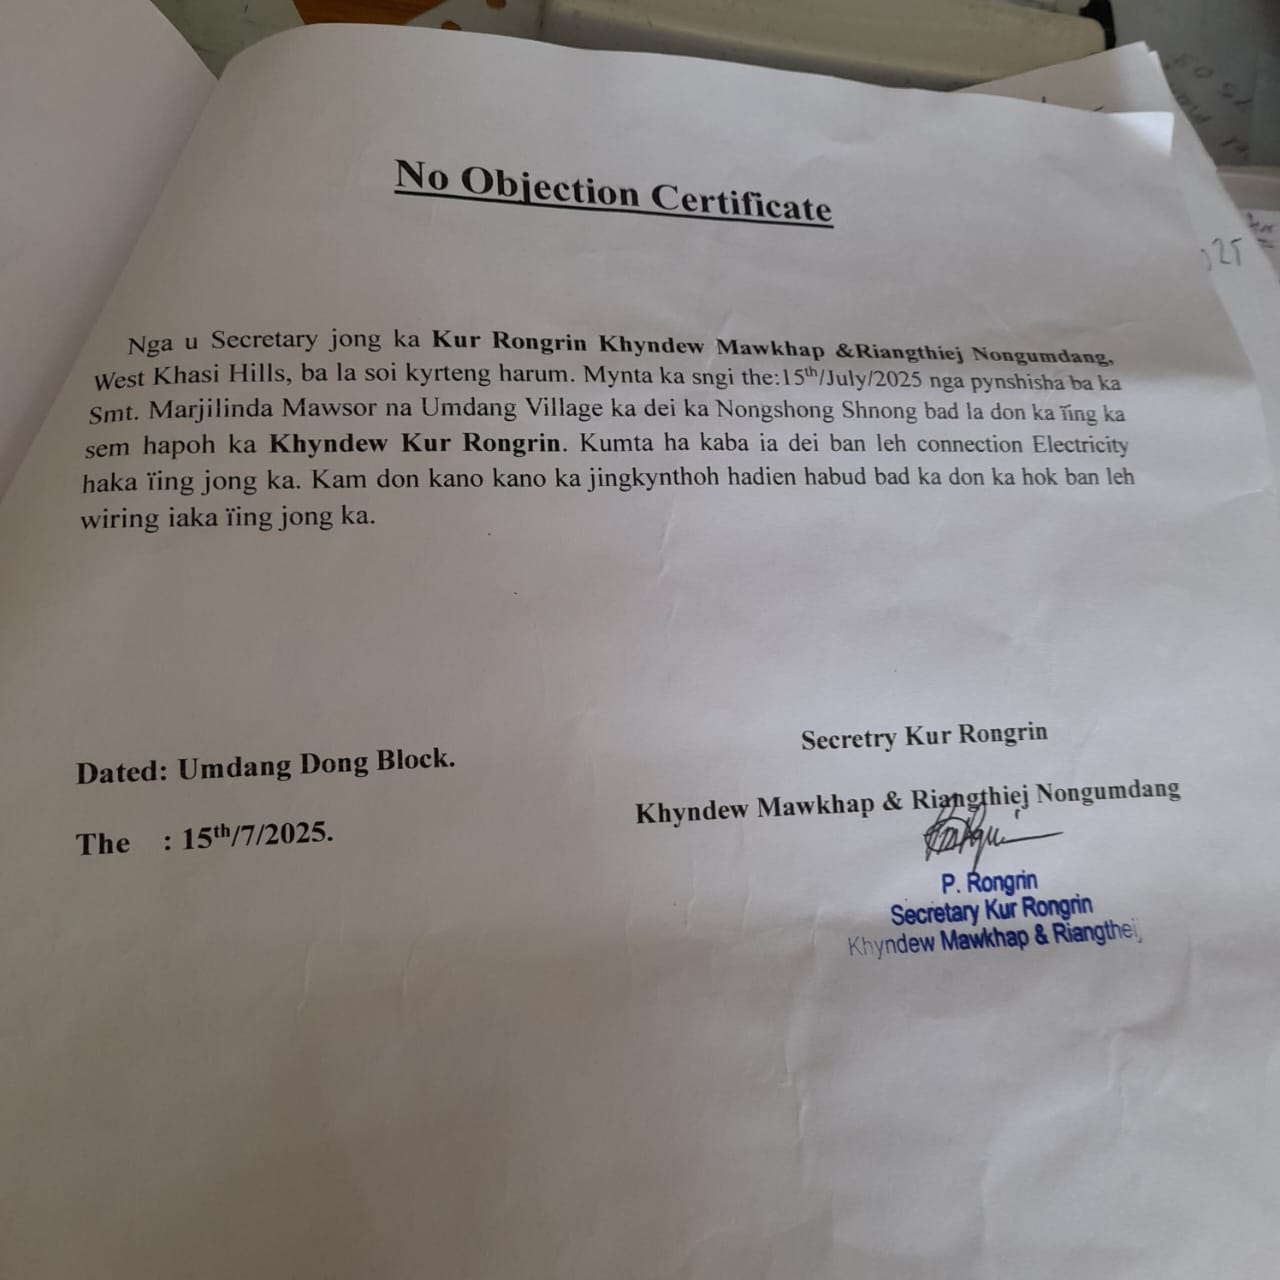 No Objection Certificate
Nga u Secretary jong ka Kur Rongrin Khyndew Mawkhap &Riangthiej Nongumdang,
West Khasi Hills, ba la soi kyrteng harum. Mynta ka sngi the:15th/July/2025 nga pynshisha ba ka
Smt. Marjilinda Mawsor na Umdang Village ka dei ka Nongshong Shnong bad la don ka ïing ka
sem hapoh ka Khyndew Kur Rongrin. Kumta ha kaba ia dei ban leh connection Electricity
haka ïing jong ka. Kam don kano kano ka jingkynthoh hadien habud bad ka don ka hok ban leh
wiring iaka ïing jong ka.
Dated: Umdang Dong Block.
The : 15th/7/2025.
Secretry Kur Rongrin
Khyndew Mawkhap & Riangthiej Nongumdang
P. Rongrin
Secretary Kur Rongrin
Khyndew Mawkhap & Riangthej